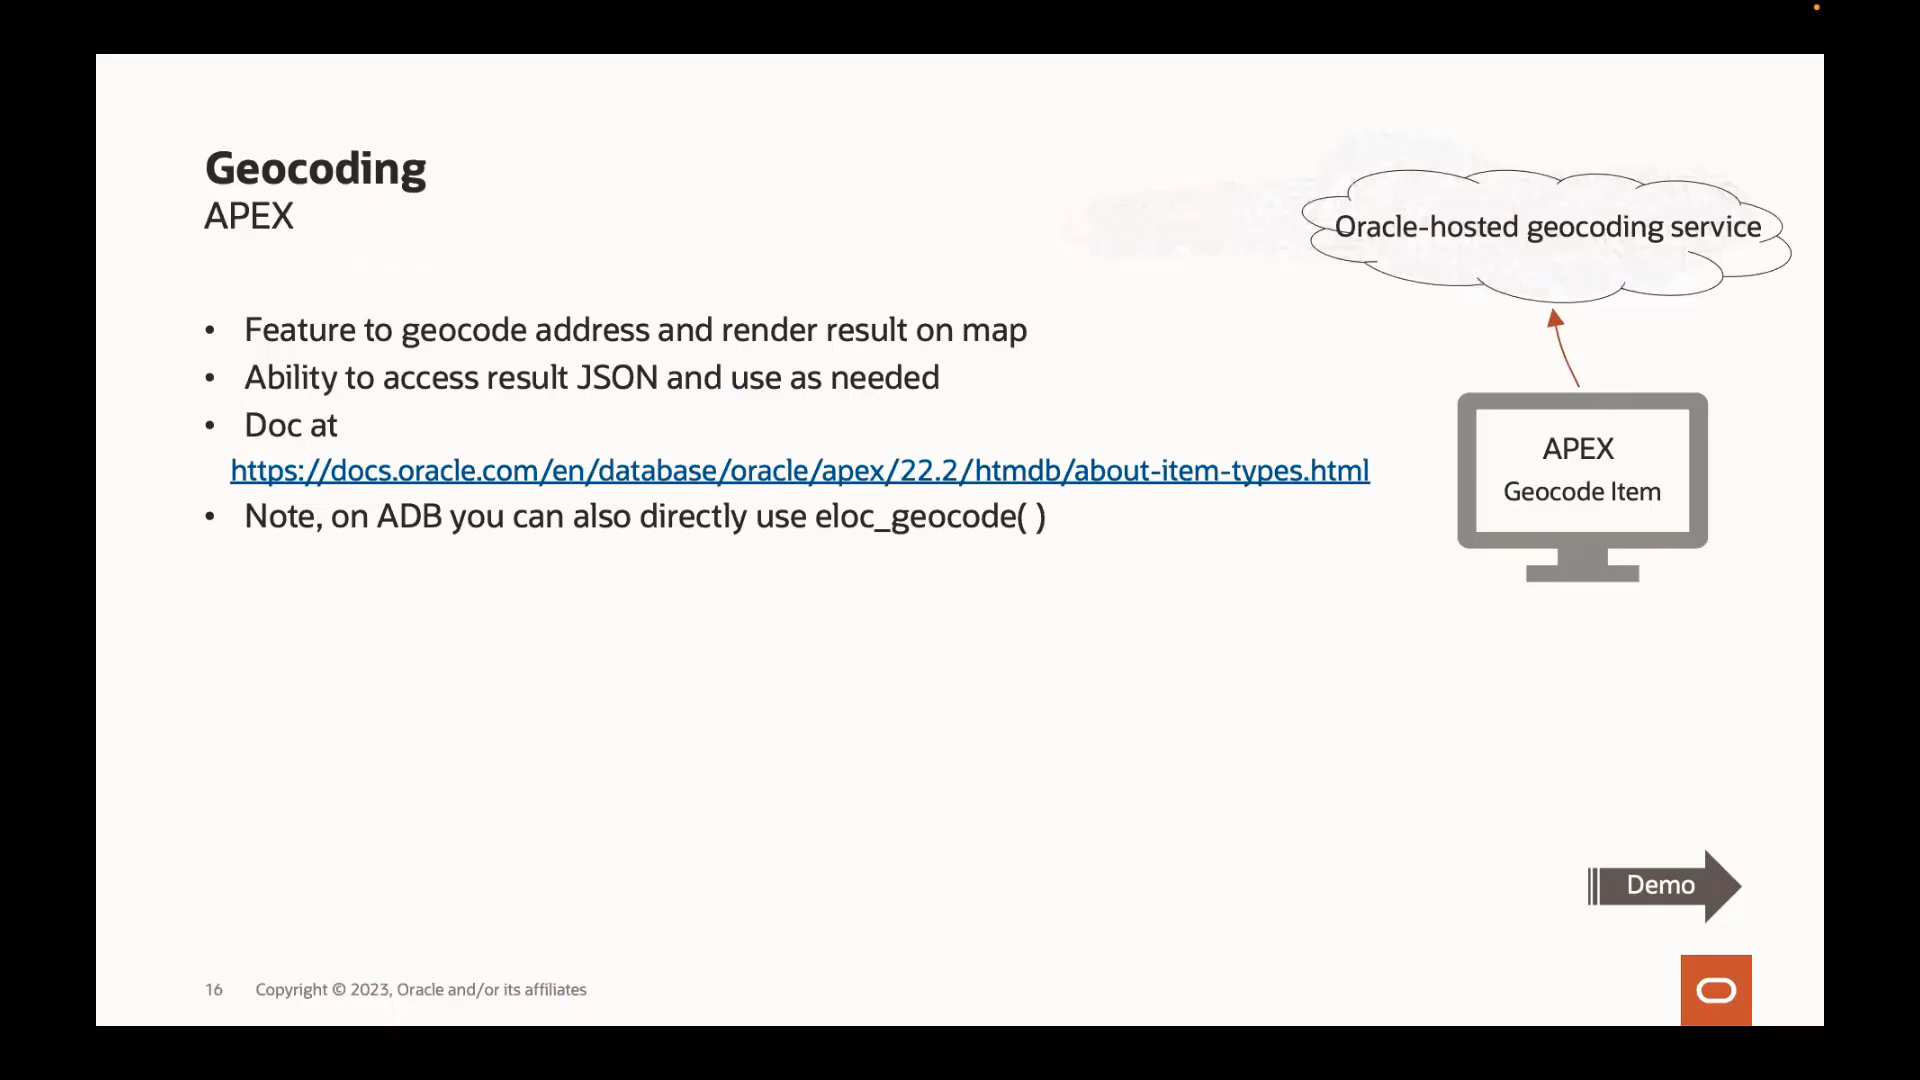 Geocoding
APEX
Oracle-hosted geocoding service
• Feature to geocode address and render result on map
• Ability to access result JSON and use as needed
• Doc at
https://docs.oracle.com/en/database/oracle/apex/22.2/htmdb/about-item-types.html
• Note, on ADB you can also directly use eloc_geocode( )
APEX
Geocode Item
Demo
16 Copyright © 2023, Oracle and/or its affiliates